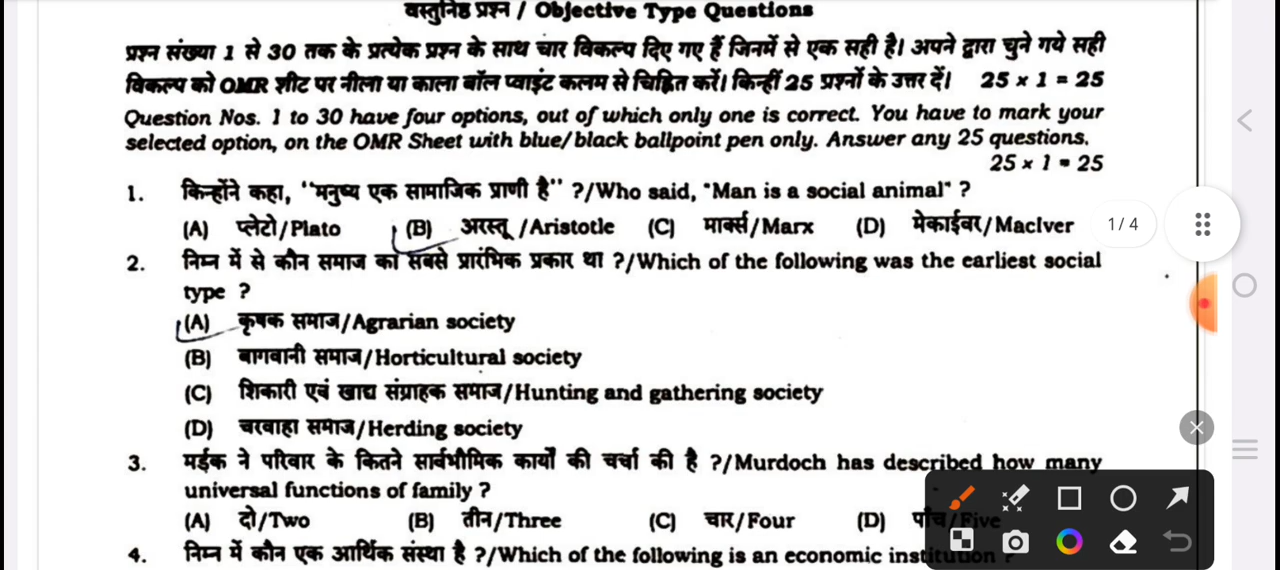 वस्तुनिष्ठ प्रश्न / Objective Type Questions
प्रश्न संख्या 1 से 30 तक के प्रत्येक प्रश्न के साथ चार विकल्प दिए गए हैं जिनमें से एक सही है। अपने द्वारा चुने गये सही
विकल्प को OMR शीट पर नीला या काला बॉल प्वाइंट कलम से चिह्नित करें। किन्हीं 25 प्रश्नों के उत्तर दें। 25 × 1 = 25
Question Nos. 1 to 30 have four options, out of which only one is correct. You have to mark your
selected option, on the OMR Sheet with blue/black ballpoint pen only. Answer any 25 questions.
25 × 1 = 25
1. किन्होंने कहा, "मनुष्य एक सामाजिक प्राणी है" ?/Who said, "Man is a social animal" ?
(A) प्लेटो/Plato (B) अरस्तू /Aristotle (C) मार्क्स/Marx (D) मेकाईवर/MacIver
1/4
2. निम्न में से कौन समाज का सबसे प्रारंभिक प्रकार था ?/Which of the following was the earliest social
type ?
(A) कृषक समाज/Agrarian society
(B) बागवानी समाज/Horticultural society
(C) शिकारी एवं खाद्य संग्राहक समाज/Hunting and gathering society
(D) चरवाहा समाज/Herding society
3. मर्डक ने परिवार के कितने सार्वभौमिक कार्यों की चर्चा की है ?/Murdoch has described how many
universal functions of family ?
(A) दो/Two (B) तीन/Three (C) चार/Four (D) पाँच/Five
4. निम्न में कौन एक आर्थिक संस्था है ?/Which of the following is an economic institution ?